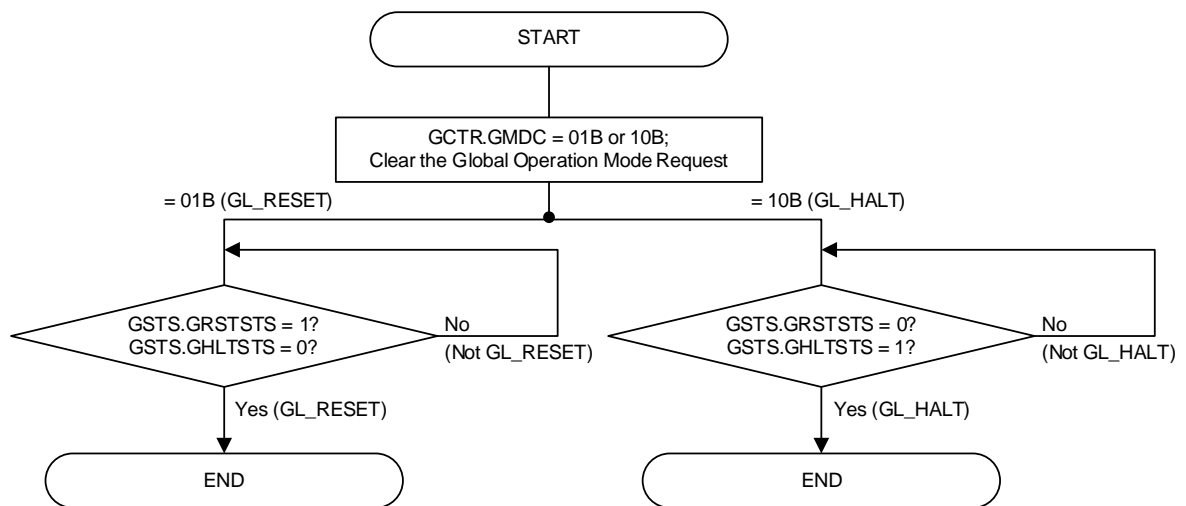 START
GCTR.GMDC = 01B or 10B;
Clear the Global Operation Mode Request
= 01B (GL_RESET)
= 10B (GL_HALT)
GSTS.GRSTSTS = 1?
GSTS.GHLTSTS = 0?
No
(Not GL_RESET)
GSTS.GRSTSTS = 0?
GSTS.GHLTSTS = 1?
No
(Not GL_HALT)
Yes (GL_RESET)
Yes (GL_HALT)
END
END